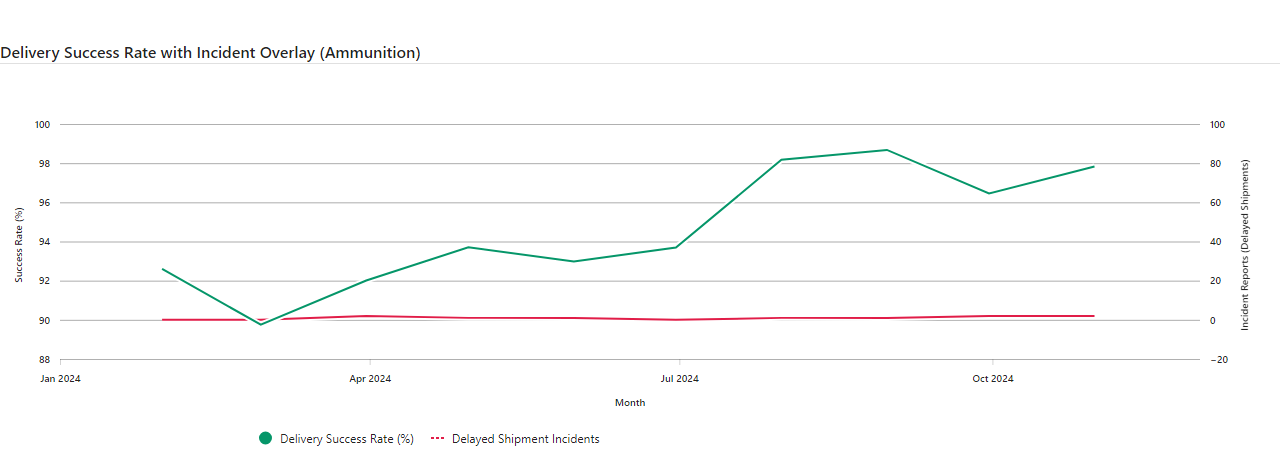 Delivery Success Rate with Incident Overlay (Ammunition)
100
98
96
94
92
90
88
Success Rate (%)
100
80
60
40
20
0
−20
Incident Reports (Delayed Shipments)
Jan 2024
Apr 2024
Jul 2024
Oct 2024
Month
Delivery Success Rate (%)
Delayed Shipment Incidents